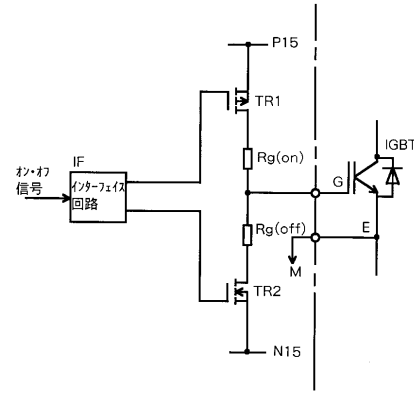 P15
TR1
IF
オン・オフ
信号
インターフェイス
回路
Rg(on)
G
IGBT
Rg(off)
E
M
TR2
N15